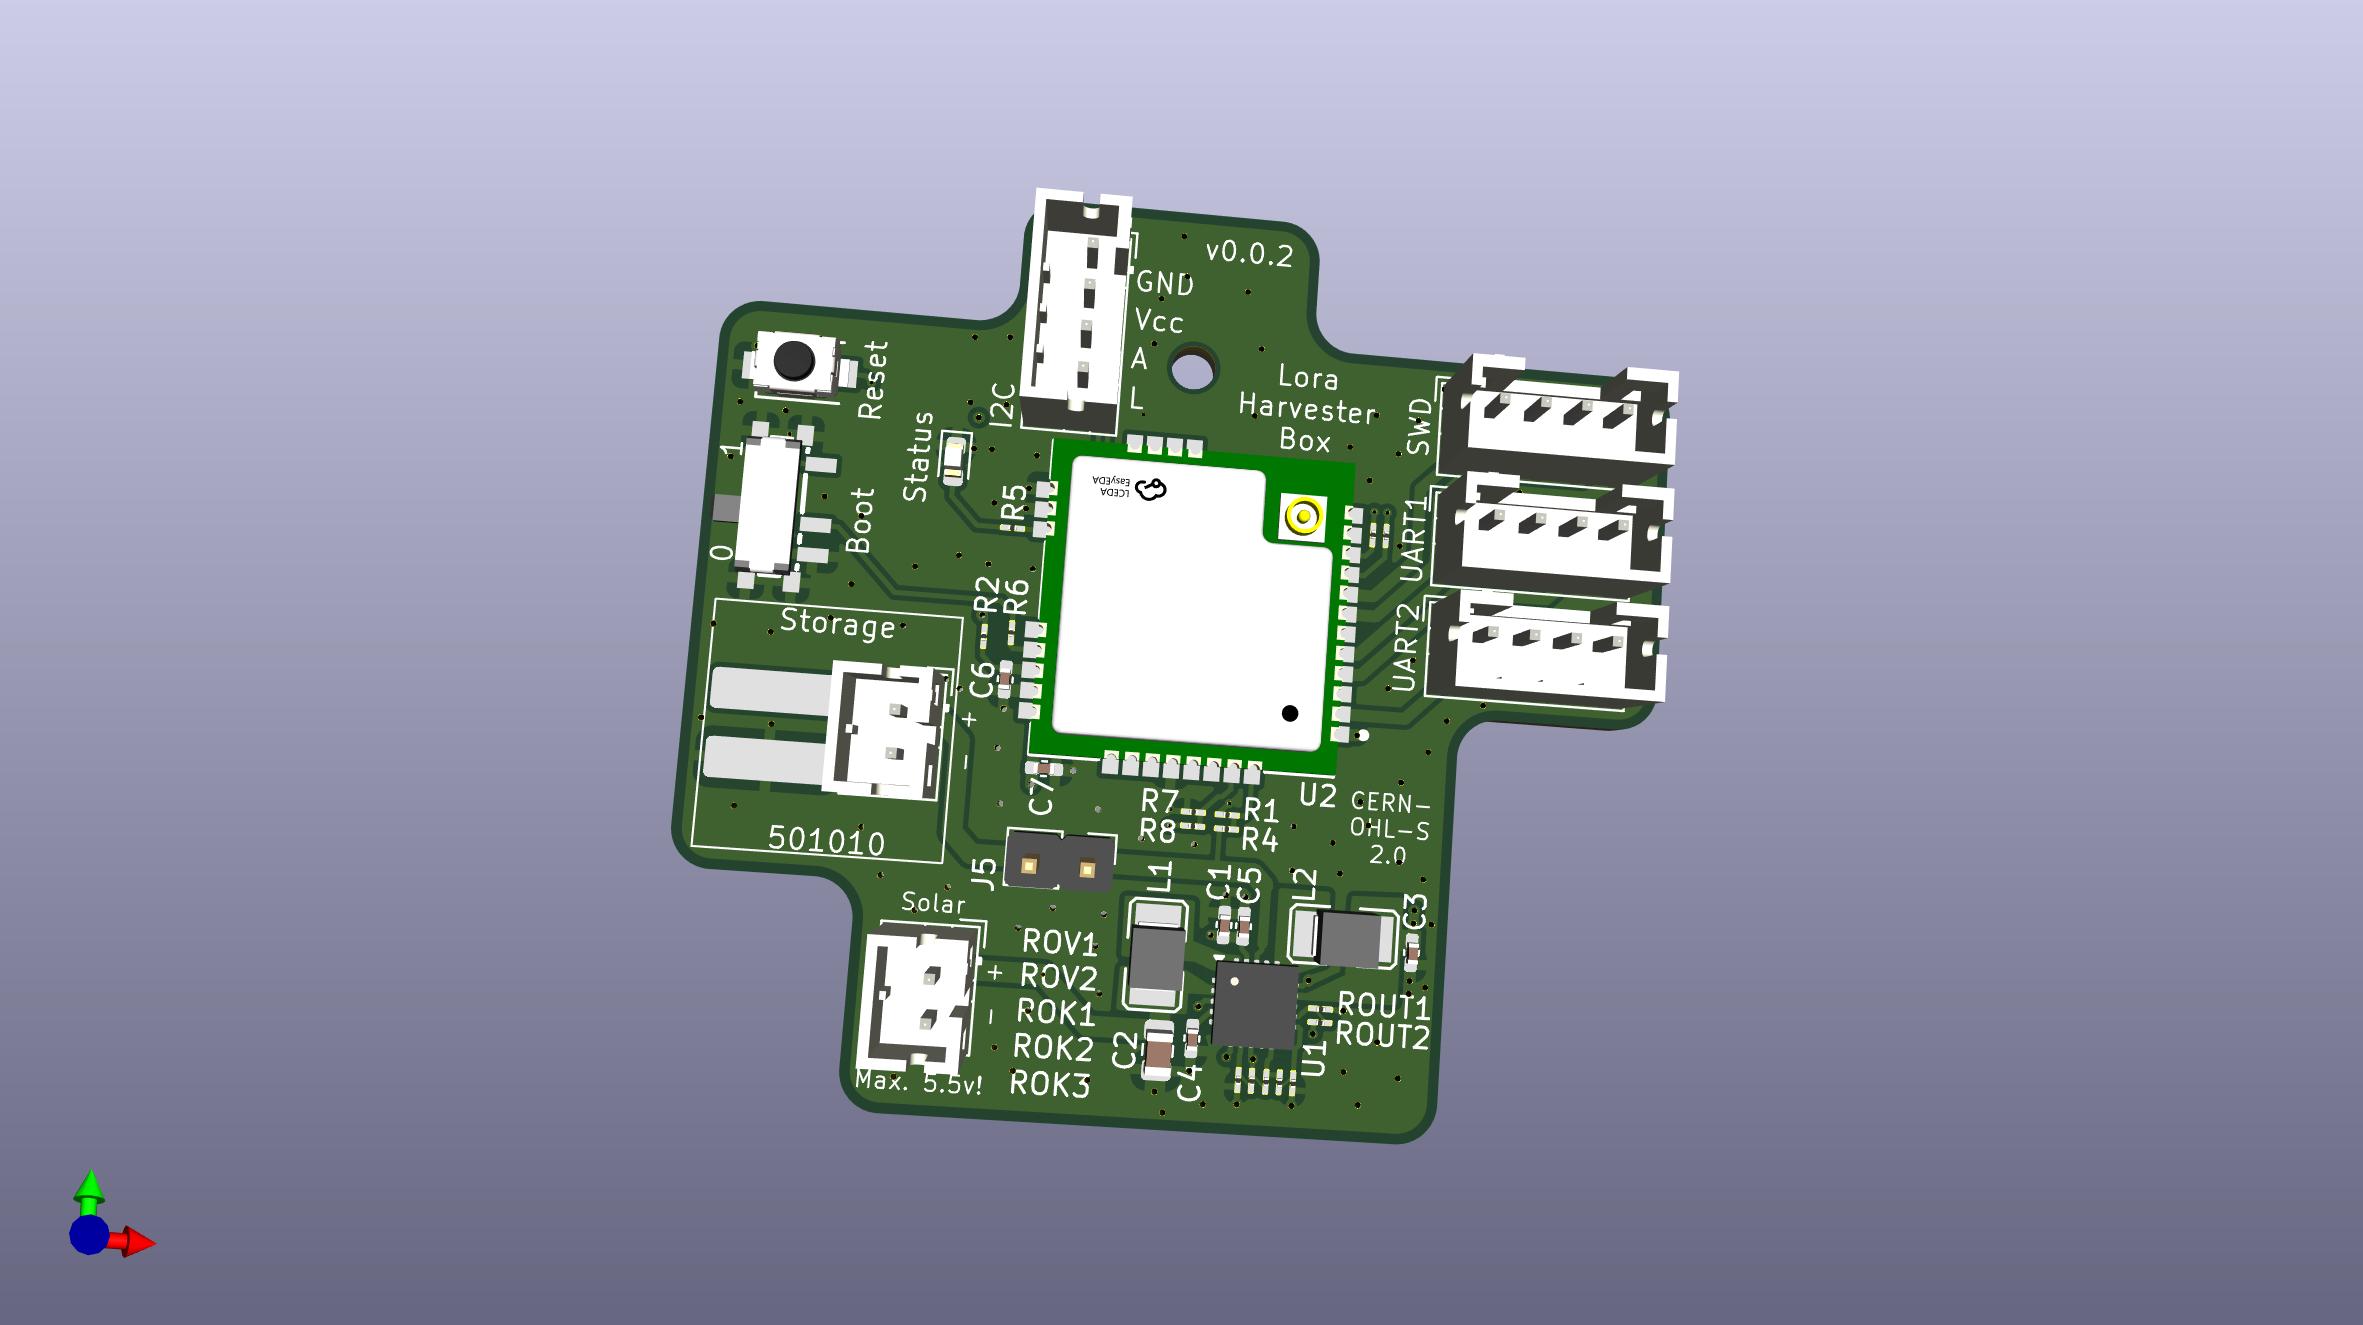 v0.0.2
GND
Vcc
A
L
I2C
Lora
Harvester
Box
Reset
Status
SWD
1
0
Boot
R5
LCEDA
EasyEDA
UART1
UART2
Storage
R2
R6
C6
+
-
501010
C7
U2
R7
R8
R1
R4
CERN-
OHL-S
2.0
J5
L1
C1
C5
L2
C3
Solar
+
-
Max. 5.5v!
ROV1
ROV2
ROK1
ROK2
ROK3
C2
C4
U1
ROUT1
ROUT2